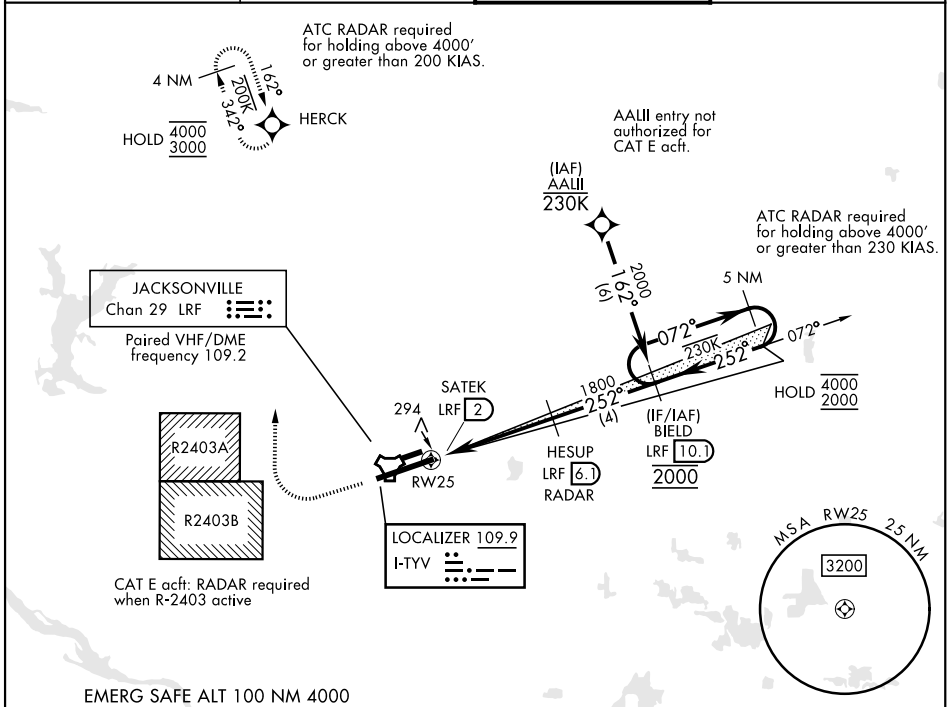 ATC RADAR required
for holding above 4000'
or greater than 200 KIAS.
4 NM
162°
200K
342°
HERCK
HOLD 4000
3000
AALII entry not
authorized for
CAT E acft.
(IAF)
AALII
230K
ATC RADAR required
for holding above 4000'
or greater than 230 KIAS.
2000
162°
(6)
5 NM
072°
230K
252°
072°
HOLD 4000
2000
JACKSONVILLE
Chan 29 LRF
Paired VHF/DME
frequency 109.2
SATEK
LRF 2
1800
252°
(4)
(IF/IAF)
BIELD
LRF 10.1
2000
294
HESUP
LRF 6.1
RADAR
RW25
R2403A
R2403B
LOCALIZER 109.9
I-TYV
CAT E acft: RADAR required
when R-2403 active
MSA RW25 25 NM
3200
EMERG SAFE ALT 100 NM 4000